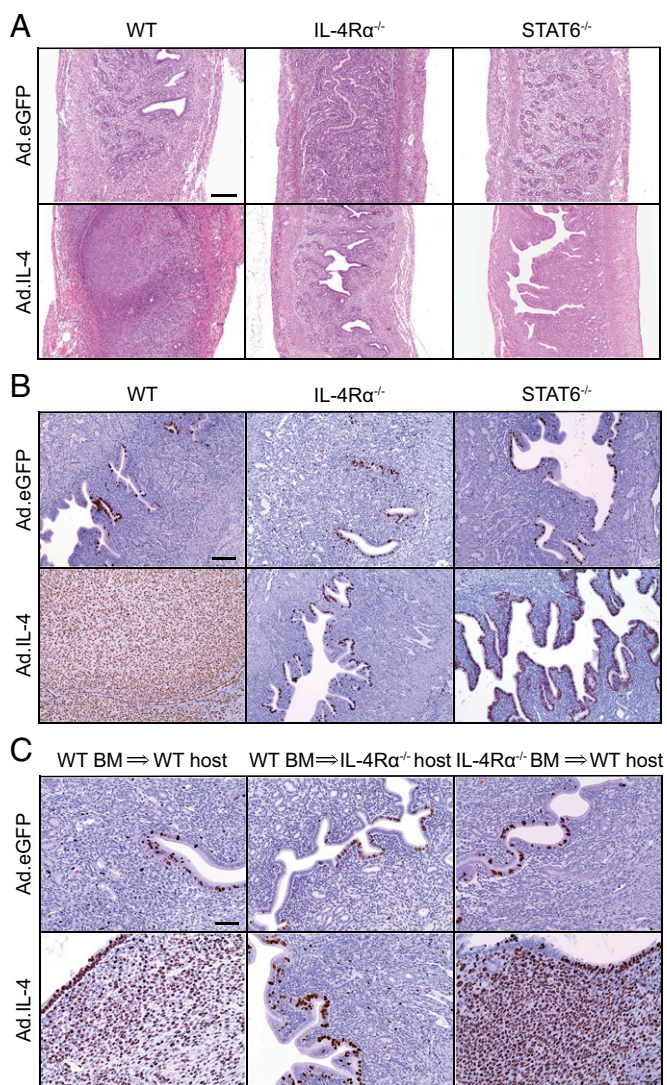 A
WT IL-4Rα-/- STAT6-/-
Ad.eGFP
Ad.IL-4
B
WT IL-4Rα-/- STAT6-/-
Ad.eGFP
Ad.IL-4
C
WT BM ⇒ WT host WT BM ⇒ IL-4Rα-/- host IL-4Rα-/- BM ⇒ WT host
Ad.eGFP
Ad.IL-4